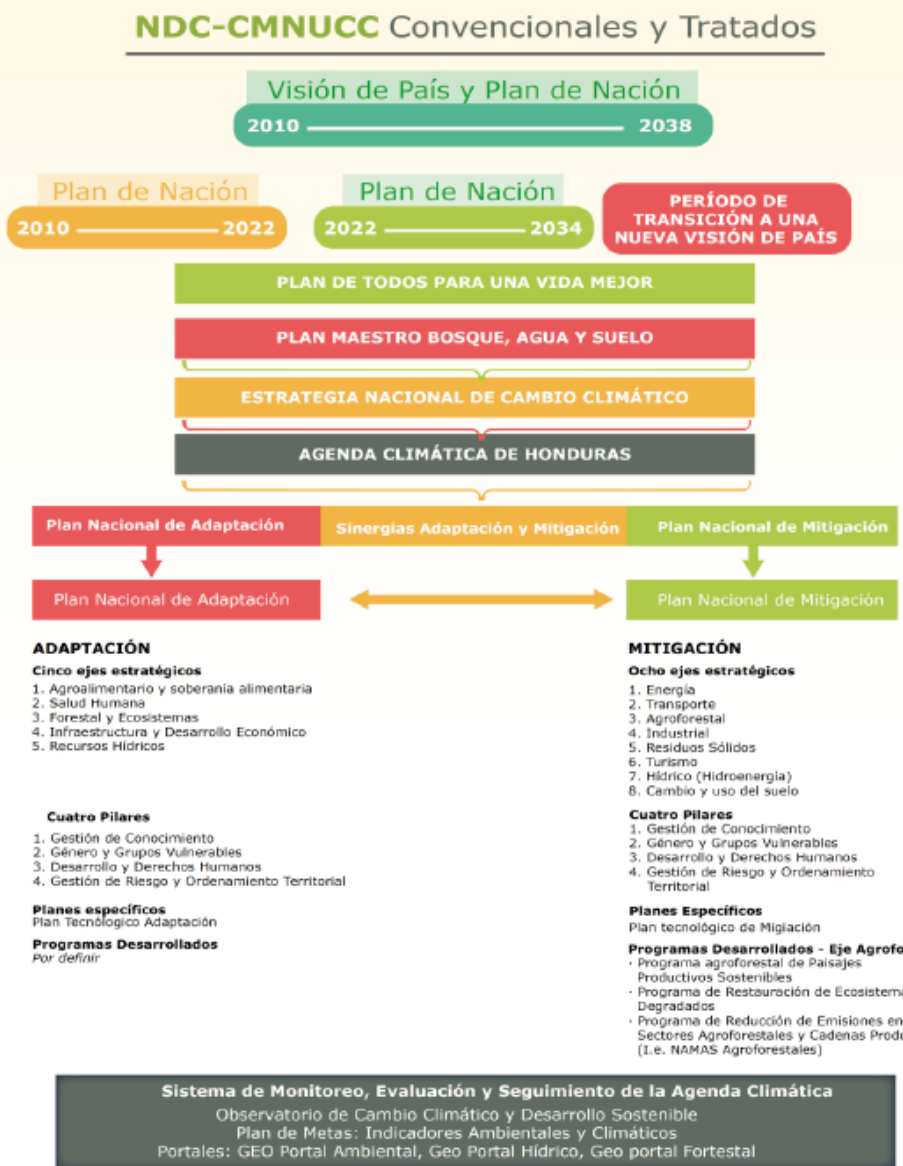 NDC-CMNUCC Convencionales y Tratados
Visión de País y Plan de Nación
2010 2038
Plan de Nación
2010 2022
Plan de Nación
2022 2034
PERÍODO DE
TRANSICIÓN A UNA
NUEVA VISIÓN DE PAÍS
PLAN DE TODOS PARA UNA VIDA MEJOR
PLAN MAESTRO BOSQUE, AGUA Y SUELO
ESTRATEGIA NACIONAL DE CAMBIO CLIMÁTICO
AGENDA CLIMÁTICA DE HONDURAS
Plan Nacional de Adaptación
Sinergias Adaptación y Mitigación
Plan Nacional de Mitigación
Plan Nacional de Adaptación
Plan Nacional de Mitigación
ADAPTACIÓN
Cinco ejes estratégicos
1. Agroalimentario y soberania alimentaria
2. Salud Humana
3. Forestal y Ecosistemas
4. Infraestructura y Desarrollo Económico
5. Recursos Hídricos
Cuatro Pilares
1. Gestión de Conocimiento
2. Género y Grupos Vulnerables
3. Desarrollo y Derechos Humanos
4. Gestión de Riesgo y Ordenamiento Territorial
Planes específicos
Plan Tecnólogico Adaptación
Programas Desarrollados
Por definir
MITIGACIÓN
Ocho ejes estratégicos
1. Energía
2. Transporte
3. Agroforestal
4. Industrial
5. Residuos Sólidos
6. Turismo
7. Hídrico (Hidroenergía)
8. Cambio y uso del suelo
Cuatro Pilares
1. Gestión de Conocimiento
2. Género y Grupos Vulnerables
3. Desarrollo y Derechos Humanos
4. Gestión de Riesgo y Ordenamiento
Territorial
Planes Específicos
Plan tecnológico de Migiación
Programas Desarrollados - Eje Agrofo
· Programa agroforestal de Paisajes
Productivos Sostenibles
· Programa de Restauración de Ecosistema
Degradados
· Programa de Reducción de Emisiones en
Sectores Agroforestales y Cadenas Produ
(I.e. NAMAS Agroforestales)
Sistema de Monitoreo, Evaluación y Seguimiento de la Agenda Climática
Observatorio de Cambio Climático y Desarrollo Sostenible
Plan de Metas: Indicadores Ambientales y Climáticos
Portales: GEO Portal Ambiental, Geo Portal Hídrico, Geo portal Fortestal